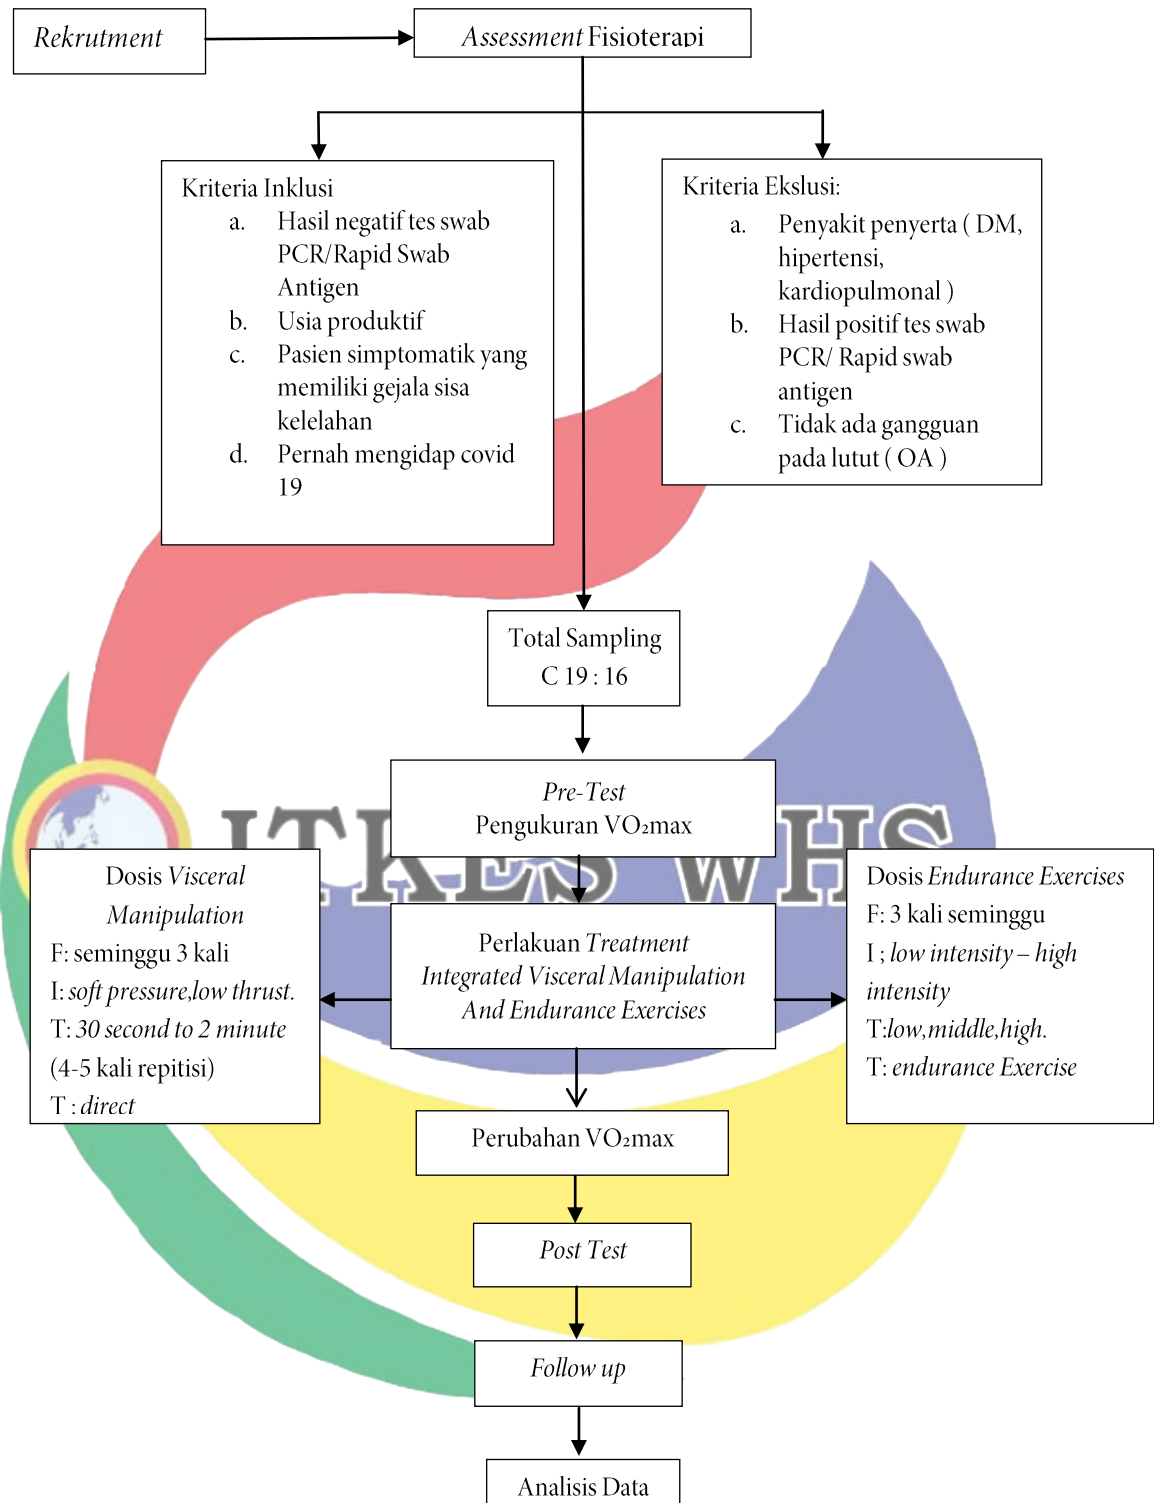 Rekrutment
Assessment Fisioterapi
Kriteria Inklusi
a. Hasil negatif tes swab
PCR/Rapid Swab
Antigen
b. Usia produktif
c. Pasien simptomatik yang
memiliki gejala sisa
kelelahan
d. Pernah mengidap covid
19
Kriteria Ekslusi:
a. Penyakit penyerta ( DM,
hipertensi,
kardiopulmonal )
b. Hasil positif tes swab
PCR/ Rapid swab
antigen
c. Tidak ada gangguan
pada lutut ( OA )
Total Sampling
C 19 : 16
Pre-Test
Pengukuran VO₂max
ITKES WHS
Dosis Visceral
Manipulation
F: seminggu 3 kali
I: soft pressure,low thrust.
T: 30 second to 2 minute
(4-5 kali repitisi)
T : direct
Perlakuan Treatment
Integrated Visceral Manipulation
And Endurance Exercises
Dosis Endurance Exercises
F: 3 kali seminggu
I ; low intensity – high
intensity
T:low,middle,high.
T: endurance Exercise
Perubahan VO₂max
Post Test
Follow up
Analisis Data